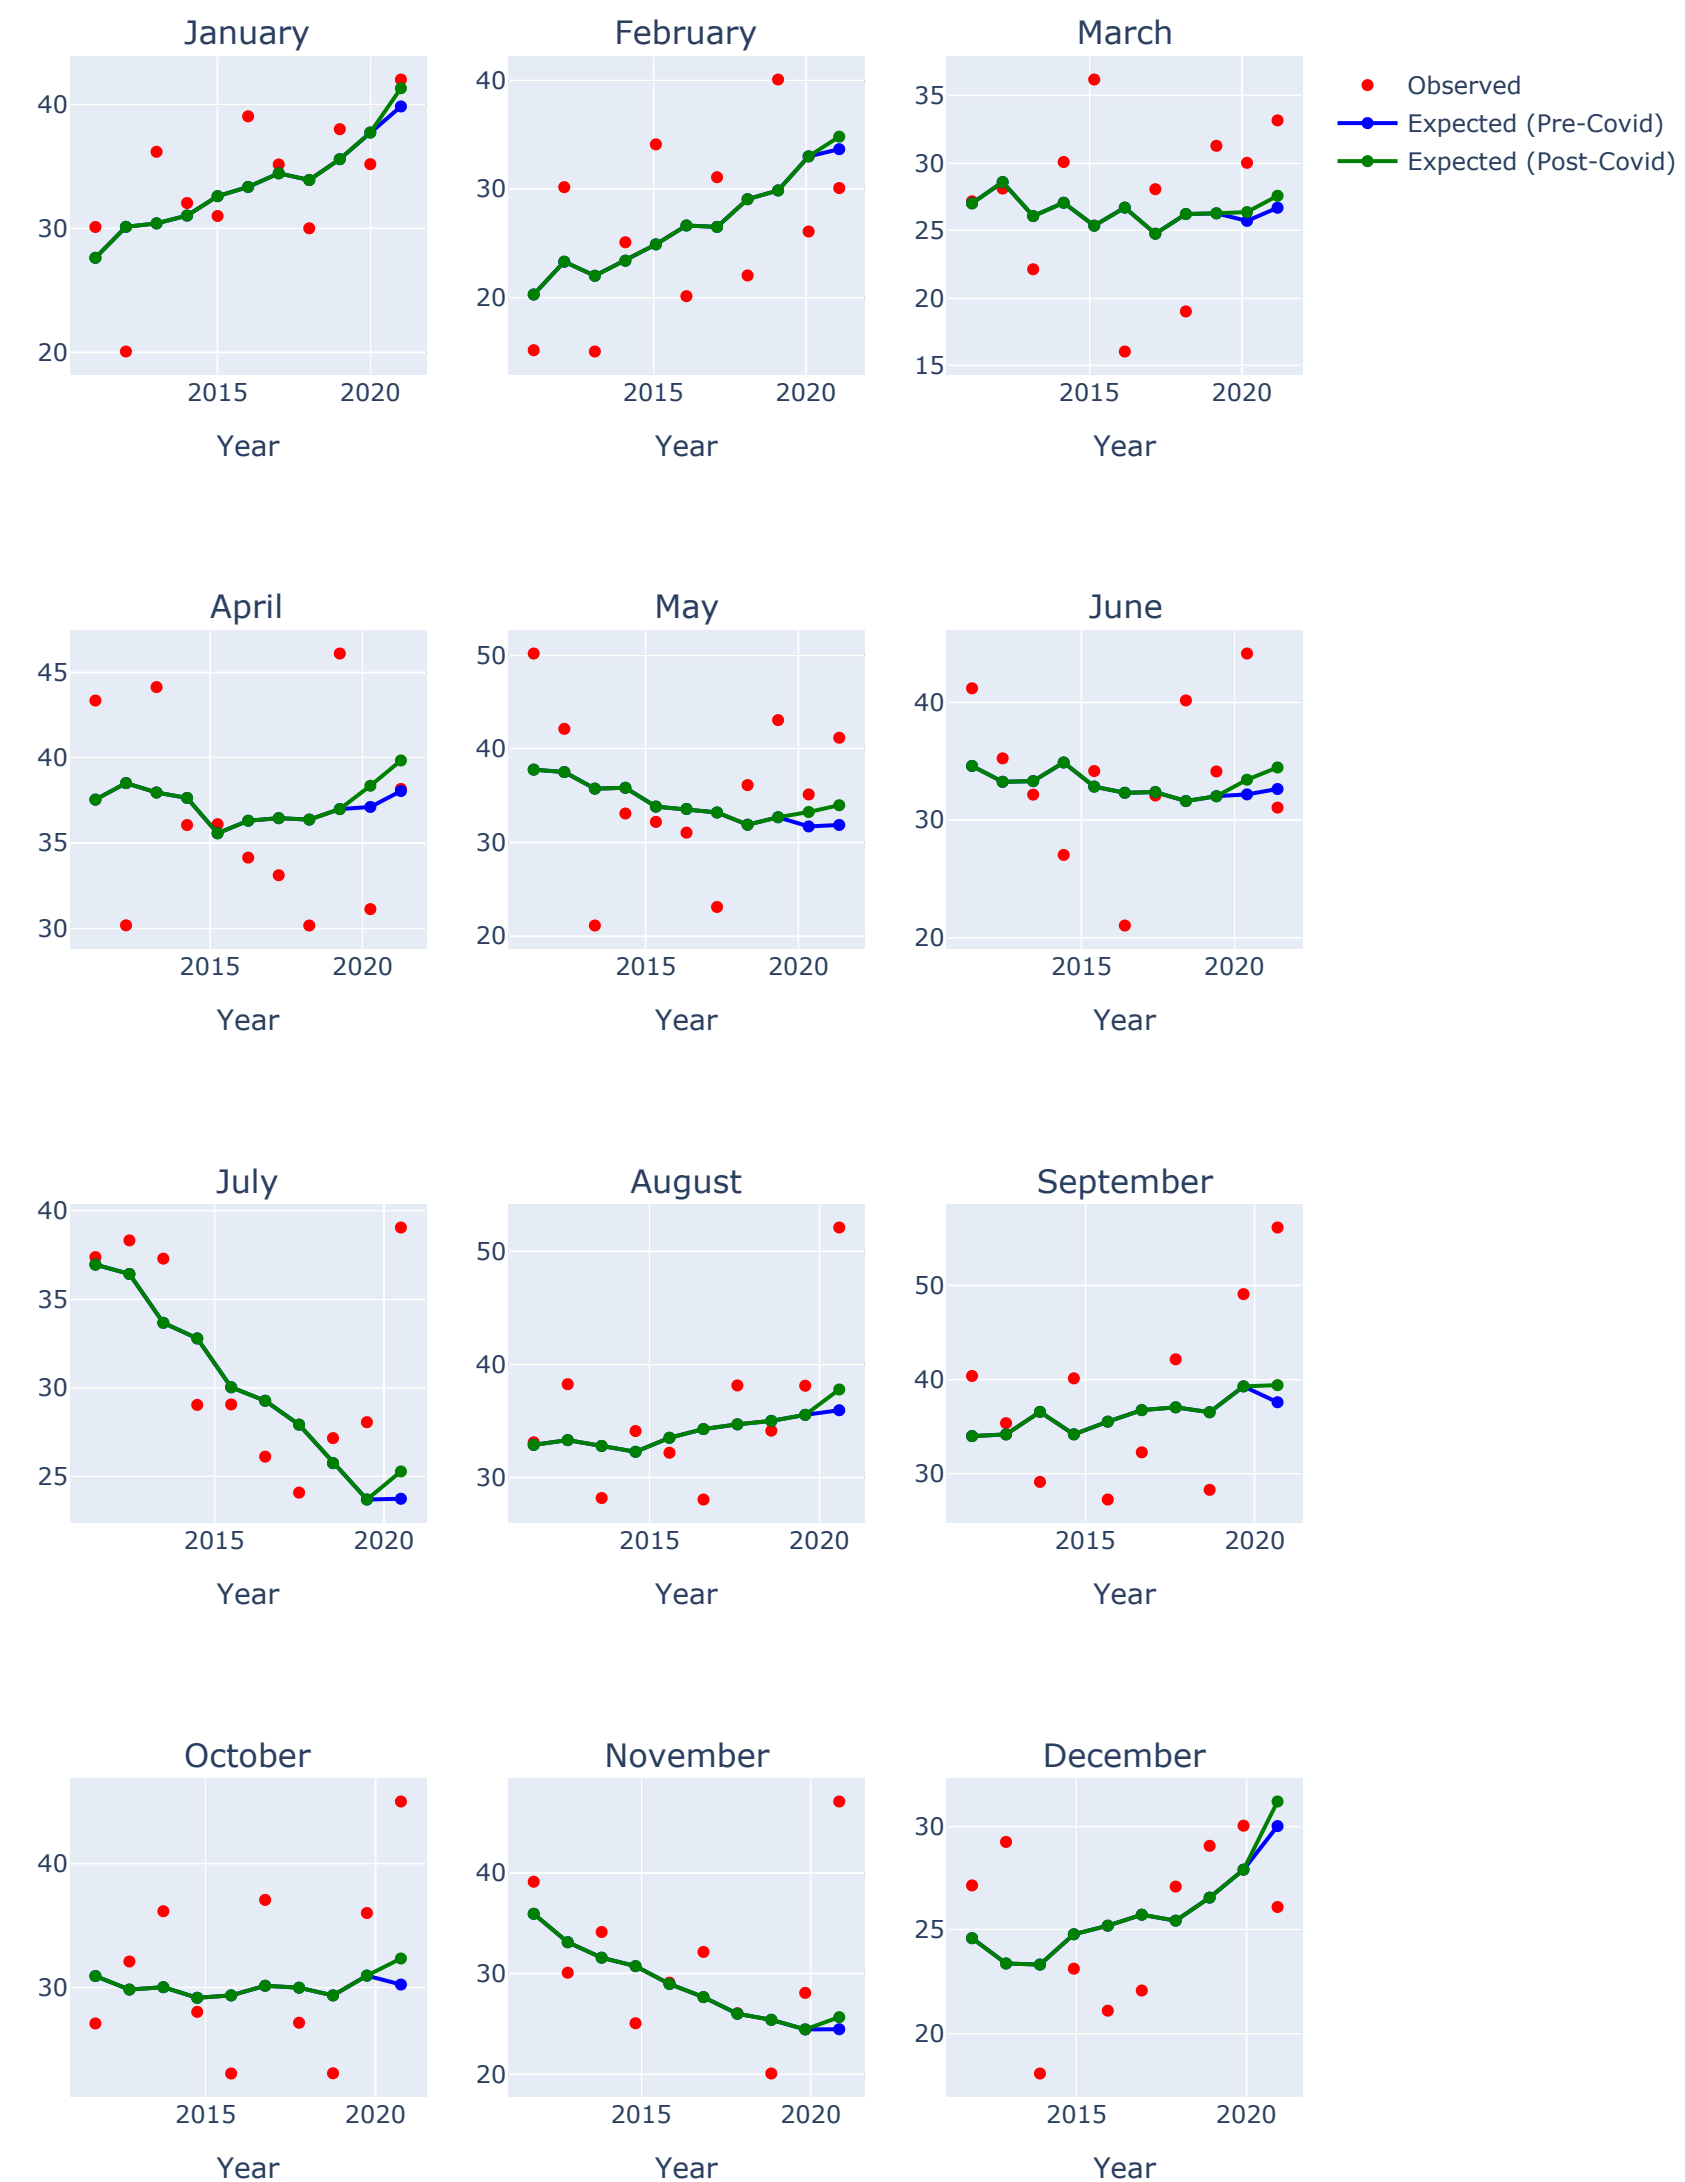 January
February
March
40
30
20
2015
2020
Year
40
30
20
2015
2020
Year
35
30
25
20
15
2015
2020
Year
Observed
Expected (Pre-Covid)
Expected (Post-Covid)
April
May
June
45
40
35
30
2015
2020
Year
50
40
30
20
2015
2020
Year
40
30
20
2015
2020
Year
July
August
September
40
35
30
25
2015
2020
Year
50
40
30
2015
2020
Year
50
40
30
2015
2020
Year
October
November
December
40
30
2015
2020
Year
40
30
20
2015
2020
Year
30
25
20
2015
2020
Year